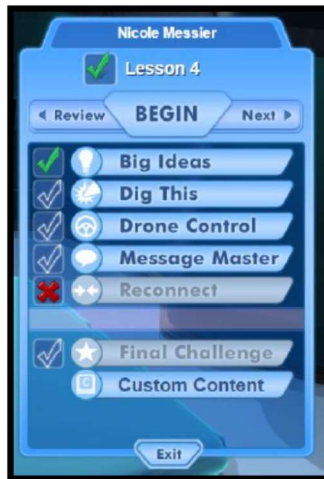 Nicole Messier
Lesson 4
Review BEGIN Next
Big Ideas
Dig This
Drone Control
Message Master
Reconnect
Final Challenge
C Custom Content
Exit